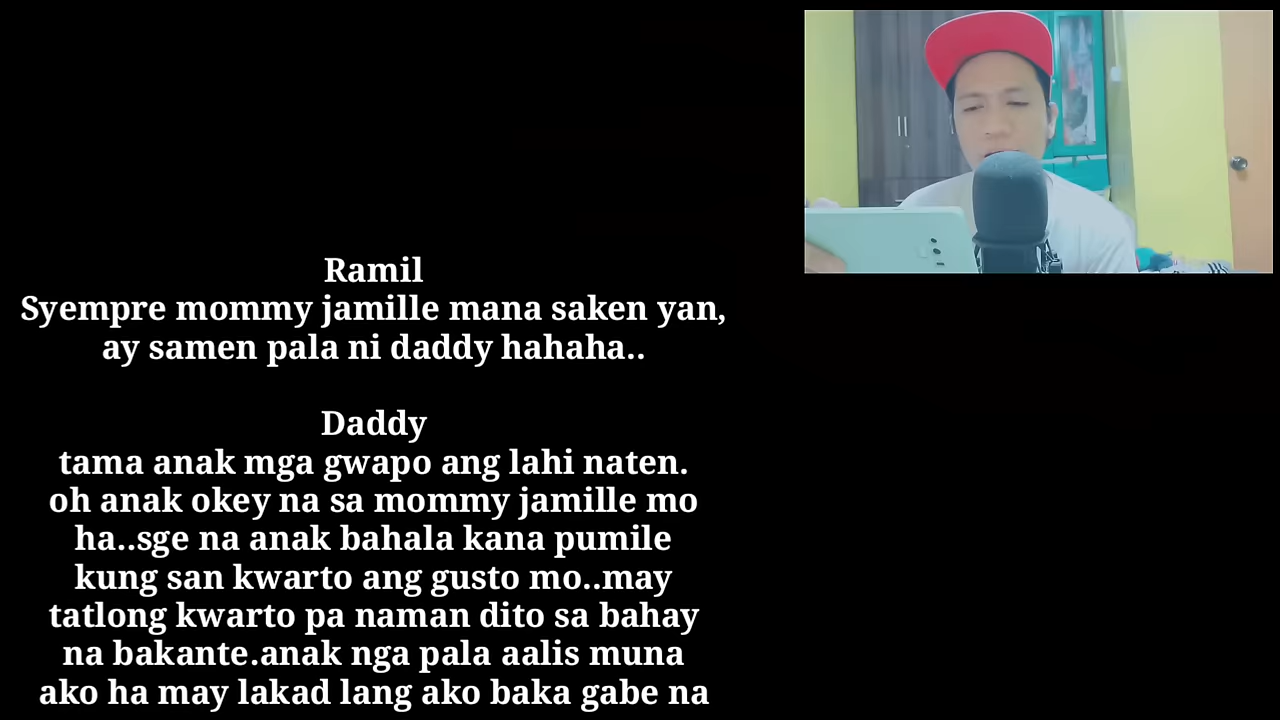 Ramil
Syempre mommy jamille mana saken yan,
ay samen pala ni daddy hahaha..
Daddy
tama anak mga gwapo ang lahi naten.
oh anak okey na sa mommy jamille mo
ha..sge na anak bahala kana pumile
kung san kwarto ang gusto mo..may
tatlong kwarto pa naman dito sa bahay
na bakante.anak nga pala aalis muna
ako ha may lakad lang ako baka gabe na